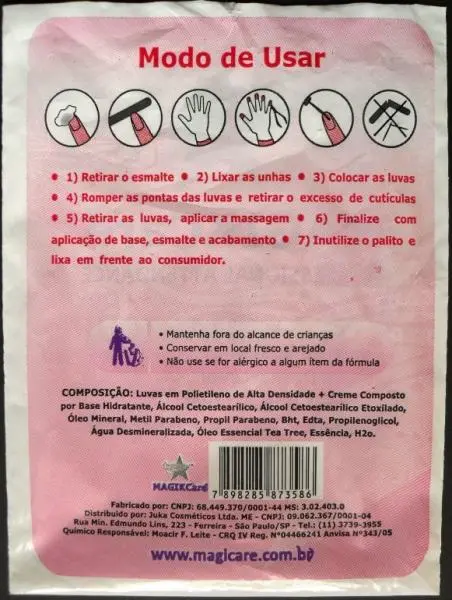 Modo de Usar
• 1) Retirar o esmalte • 2) Lixar as unhas • 3) Colocar as luvas
• 4) Romper as pontas das luvas e retirar o excesso de cutículas
• 5) Retirar as luvas, aplicar a massagem • 6) Finalize com
aplicação de base, esmalte e acabamento • 7) Inutilize o palito e
lixa em frente ao consumidor.
• Mantenha fora do alcance de crianças
• Conservar em local fresco e arejado
• Não use se for alérgico a algum ítem da fórmula
COMPOSIÇÃO: Luvas em Polietileno de Alta Densidade + Creme Composto
por Base Hidratante, Álcool Cetoestearílico, Álcool Cetoestearílico Etoxilado,
Óleo Mineral, Metil Parabeno, Propil Parabeno, Bht, Edta, Propilenoglicol,
Água Desmineralizada, Óleo Essencial Tea Tree, Essência, H2o.
MAGIKCare
7 898285 873586
Fabricado por: CNPJ: 68.449.370/0001-44 MS: 3.02.403.0
Distribuido por: Juka Cosméticos Ltda. ME - CNPJ: 09.062.367/0001-04
Rua Min. Edmundo Lins, 223 - Ferreira - São Paulo/SP - Tel.: (11) 3739-3955
Químico Responsável: Moacir F. Leite - CRQ IV Reg. Nº04466241 Anvisa Nº343/05
www.magicare.com.br